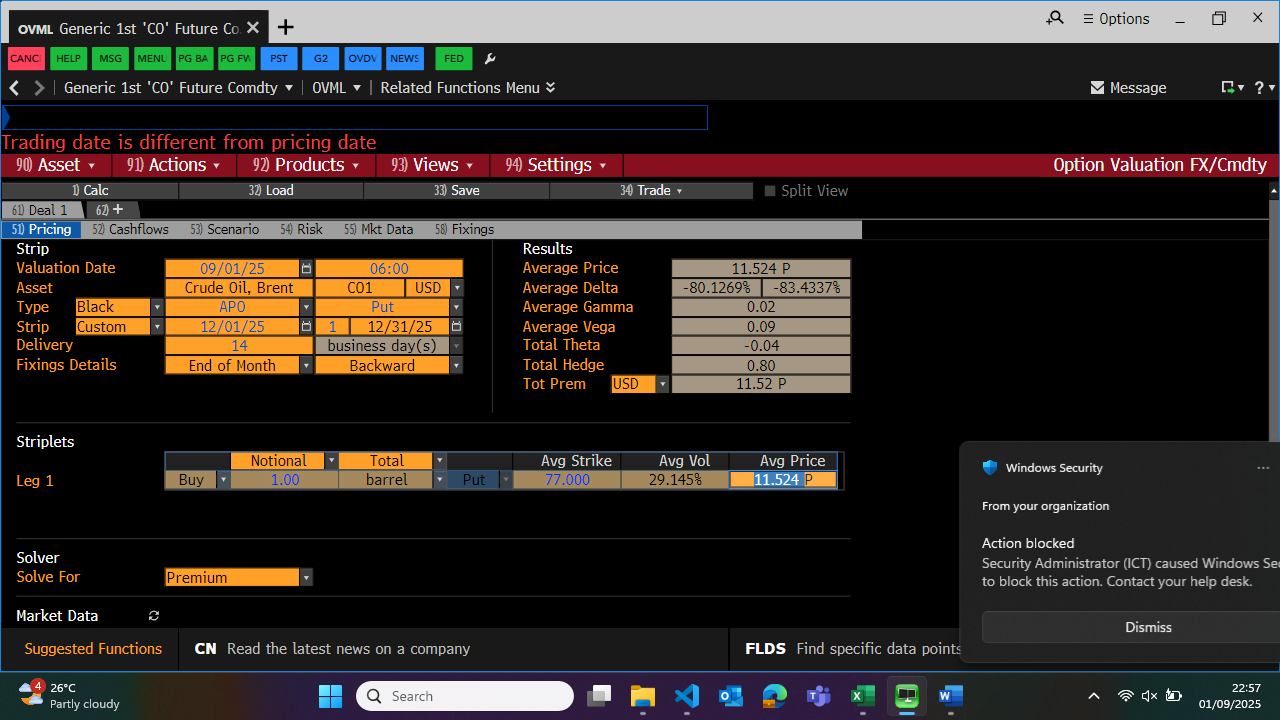 OVML Generic 1st 'CO' Future Co
Options
CANC HELP MSG MENU PG BA PG FW PST G2 OVDV NEWS FED
Generic 1st 'CO' Future Comdty OVML Related Functions Menu Message ?
Trading date is different from pricing date
90) Asset 91) Actions 92) Products 93) Views 94) Settings Option Valuation FX/Cmdty
1) Calc 32) Load 33) Save 34) Trade Split View
61) Deal 1 62) +
51) Pricing 52) Cashflows 53) Scenario 54) Risk 55) Mkt Data 58) Fixings
Strip Results
Valuation Date 09/01/25 06:00 Average Price 11.524 P
Asset Crude Oil, Brent CO1 USD Average Delta -80.1269% -83.4337%
Type Black APO Put Average Gamma 0.02
Strip Custom 12/01/25 1 12/31/25 Average Vega 0.09
Delivery 14 business day(s) Total Theta -0.04
Fixings Details End of Month Backward Total Hedge 0.80
Tot Prem USD 11.52 P
Striplets
Notional Total Avg Strike Avg Vol Avg Price
Leg 1 Buy 1.00 barrel Put 77.000 29.145% 11.524 P
Solver
Solve For Premium
Market Data
Suggested Functions CN Read the latest news on a company FLDS Find specific data points
Windows Security
From your organization
Action blocked
Security Administrator (ICT) caused Windows Sec
to block this action. Contact your help desk.
Dismiss
4 26°C
Partly cloudy
Search
22:57
01/09/2025